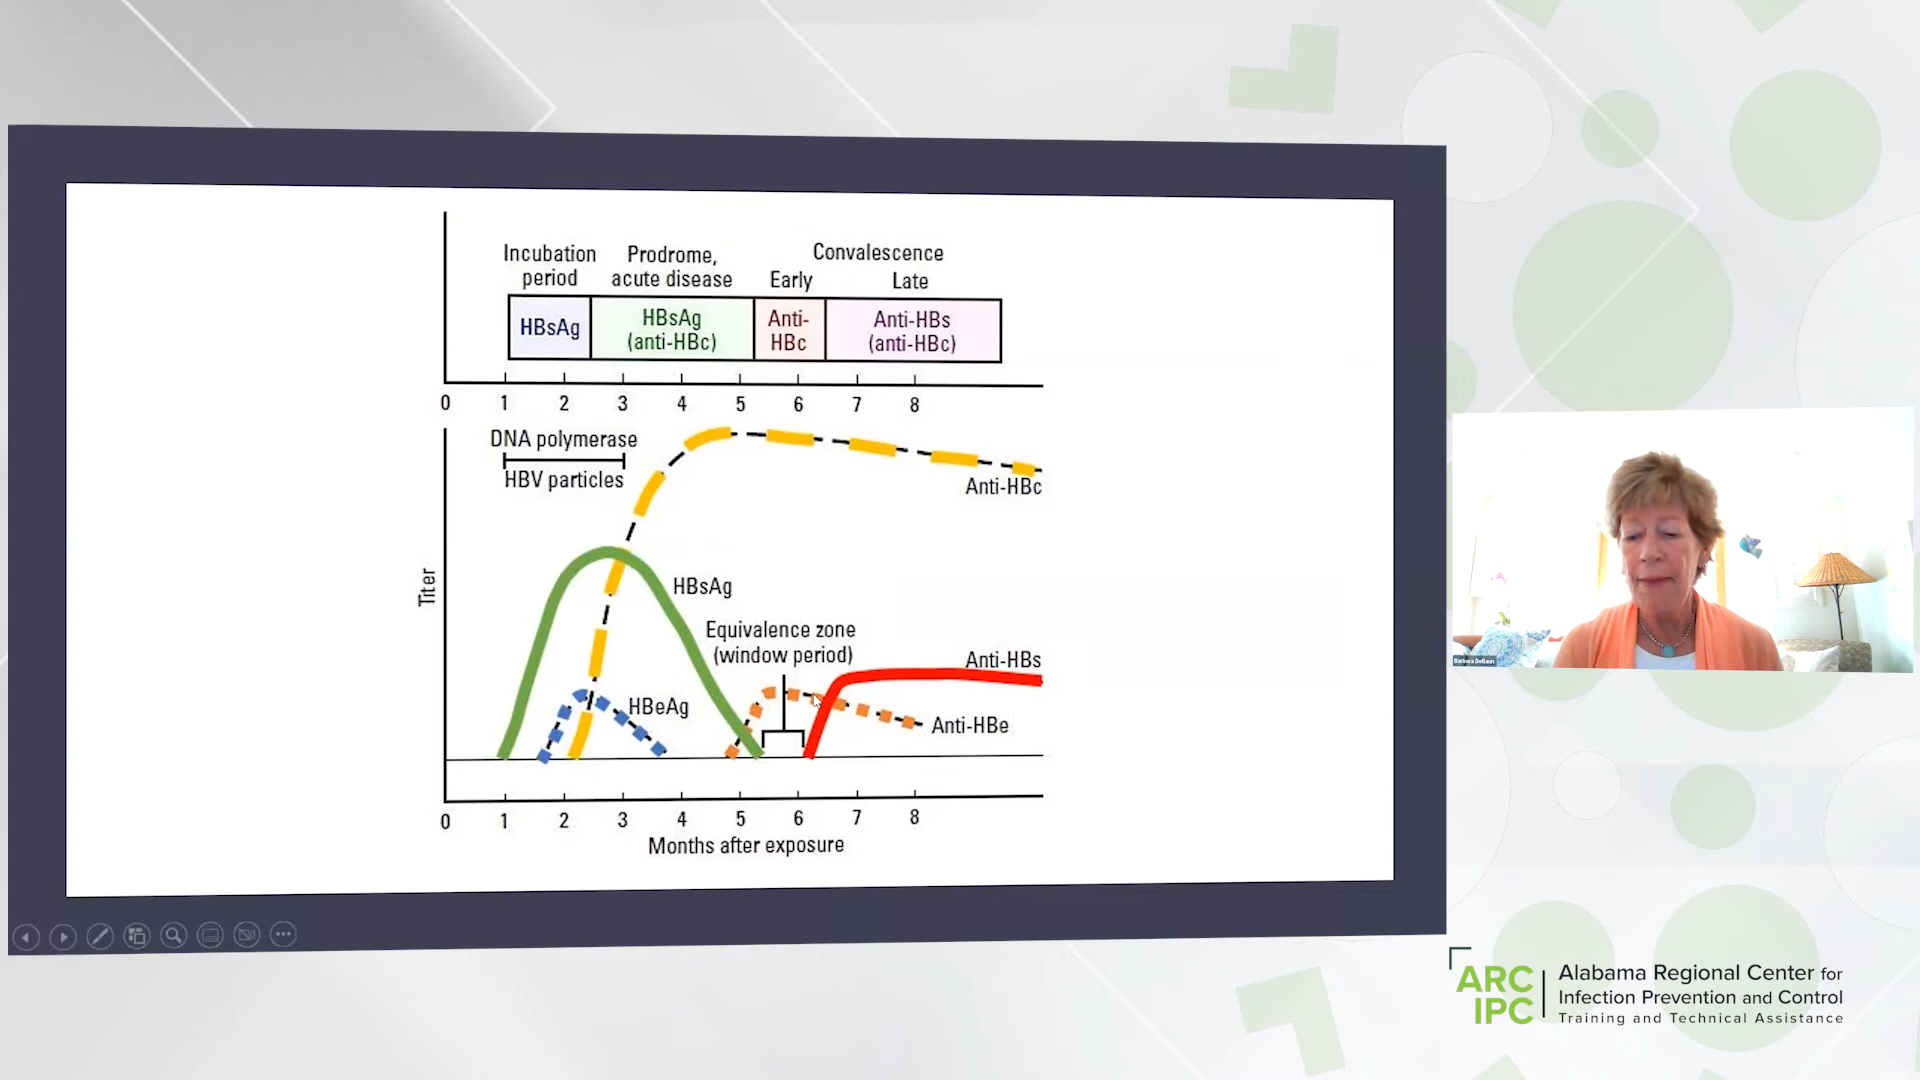 Incubation
period
Prodrome,
acute disease
Convalescence
Early
Late
HBsAg
HBsAg
(anti-HBc)
Anti-
HBc
Anti-HBs
(anti-HBc)
0 1 2 3 4 5 6 7 8
DNA polymerase
HBV particles
Anti-HBc
Titer
HBsAg
Equivalence zone
(window period)
Anti-HBs
HBeAg
Anti-HBe
0 1 2 3 4 5 6 7 8
Months after exposure
Barbara DeBaun
ARC
IPC
Alabama Regional Center for
Infection Prevention and Control
Training and Technical Assistance